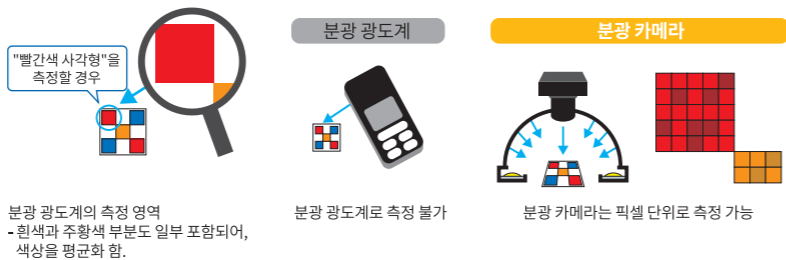 "빨간색 사각형"을
측정할 경우
분광 광도계
분광 카메라
분광 광도계의 측정 영역
- 흰색과 주황색 부분도 일부 포함되어,
색상을 평균화 함.
분광 광도계로 측정 불가
분광 카메라는 픽셀 단위로 측정 가능